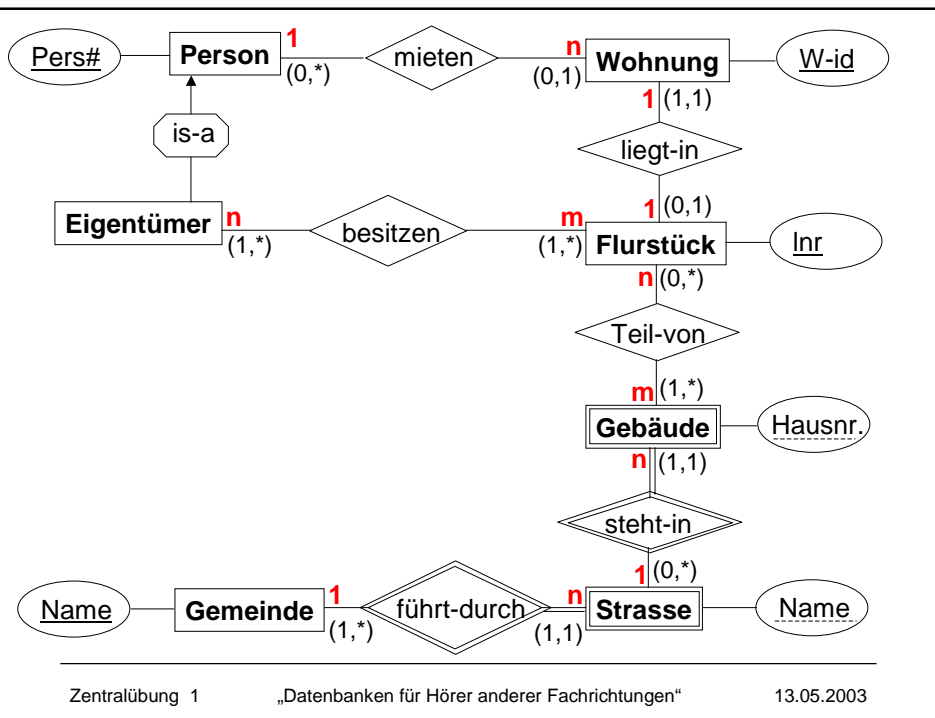 1
Pers# Person mieten n Wohnung W-id
(0,*) (0,1)
1 (1,1)
is-a
liegt-in
1 (0,1)
Eigentümer n besitzen m Flurstück lnr
(1,*) (1,*)
n (0,*)
Teil-von
m (1,*)
Gebäude Hausnr.
n (1,1)
steht-in
1 (0,*)
Name Gemeinde 1 führt-durch n Strasse Name
(1,*) (1,1)
Zentralübung 1 „Datenbanken für Hörer anderer Fachrichtungen“ 13.05.2003